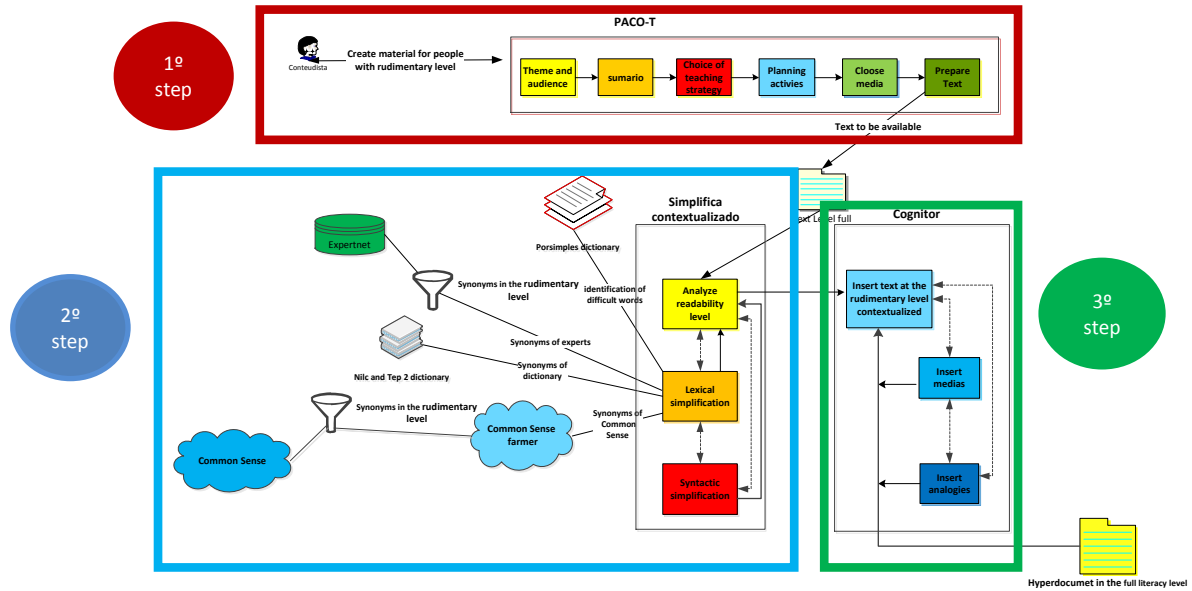 PACO-T
1º
step
Conteudista
Create material for people
with rudimentary level
Theme and
audience
sumario
Choice of
teaching
strategy
Planning
activies
Cloose
media
Prepare
Text
Text to be available
ext Level full
2º
step
Expertnet
Porsimples dictionary
Synonyms in the rudimentary
level
identification of
difficult words
Synonyms of experts
Nilc and Tep 2 dictionary
Synonyms of
dictionary
Synonyms in the rudimentary
level
Common Sense
Common Sense
farmer
Synonyms of
Common
Sense
Simplifica
contextualizado
Analyze
readability
level
Lexical
simplification
Syntactic
simplification
Cognitor
Insert text at the
rudimentary level
contextualized
Insert
medias
Insert
analogies
3º
step
Hyperdocumet in the full literacy level